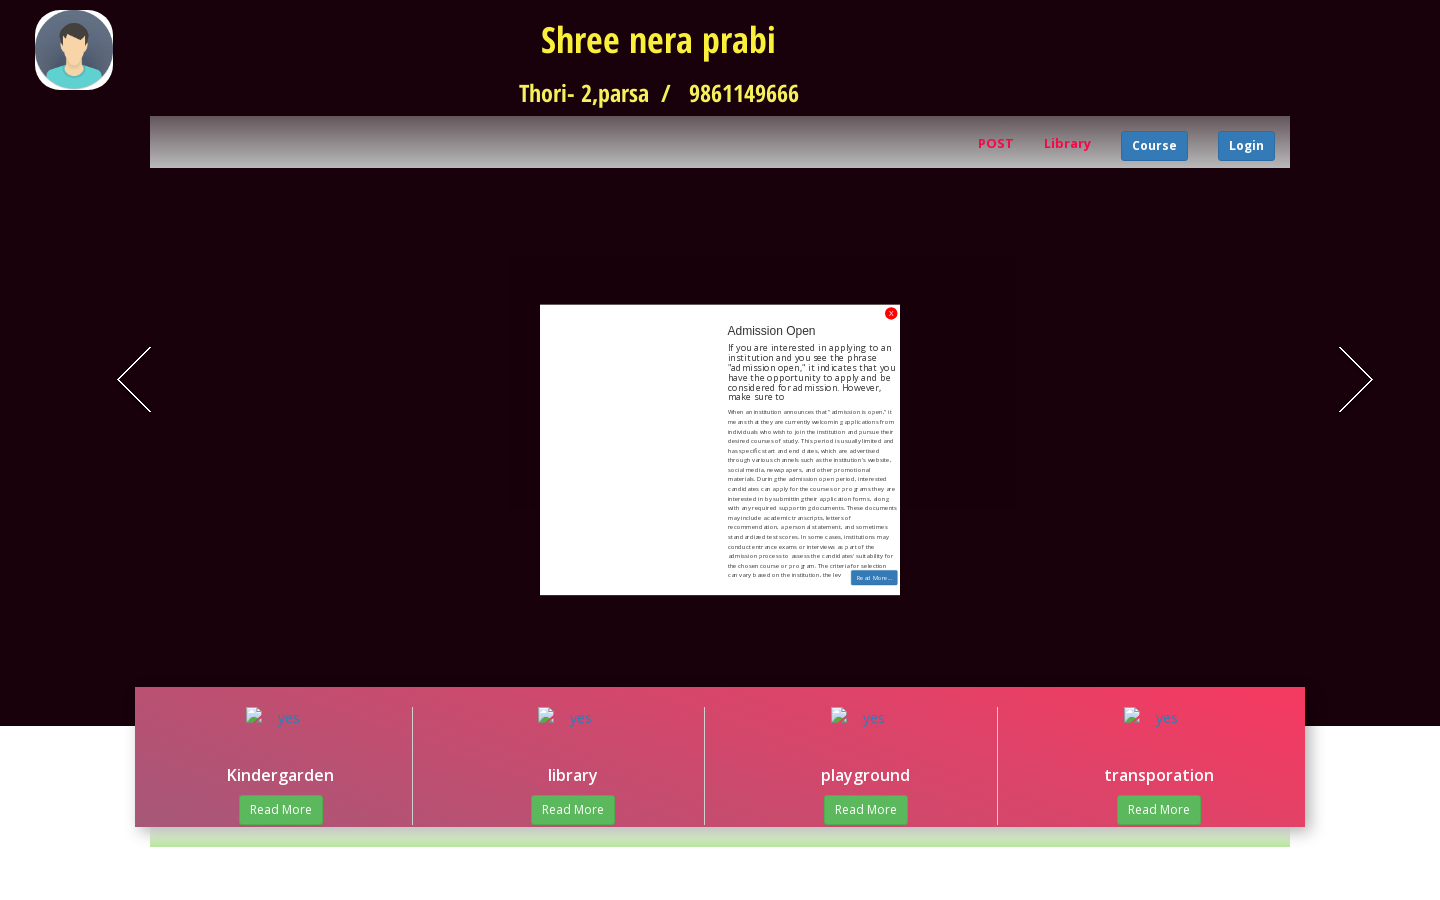 Shree nera prabi
Thori- 2,parsa / 9861149666
POST Library Course Login
X
Admission Open
If you are interested in applying to an
institution and you see the phrase
"admission open," it indicates that you
have the opportunity to apply and be
considered for admission. However,
make sure to
When an institution announces that "admission is open," it
means that they are currently welcoming applications from
individuals who wish to join the institution and pursue their
desired courses of study. This period is usually limited and
has specific start and end dates, which are advertised
through various channels such as the institution's website,
social media, newspapers, and other promotional
materials. During the admission open period, interested
candidates can apply for the courses or programs they are
interested in by submitting their application forms, along
with any required supporting documents. These documents
may include academic transcripts, letters of
recommendation, a personal statement, and sometimes
standardized test scores. In some cases, institutions may
conduct entrance exams or interviews as part of the
admission process to assess the candidates' suitability for
the chosen course or program. The criteria for selection
can vary based on the institution, the lev
Read More...
yes yes yes yes
Kindergarden library playground transporation
Read More Read More Read More Read More